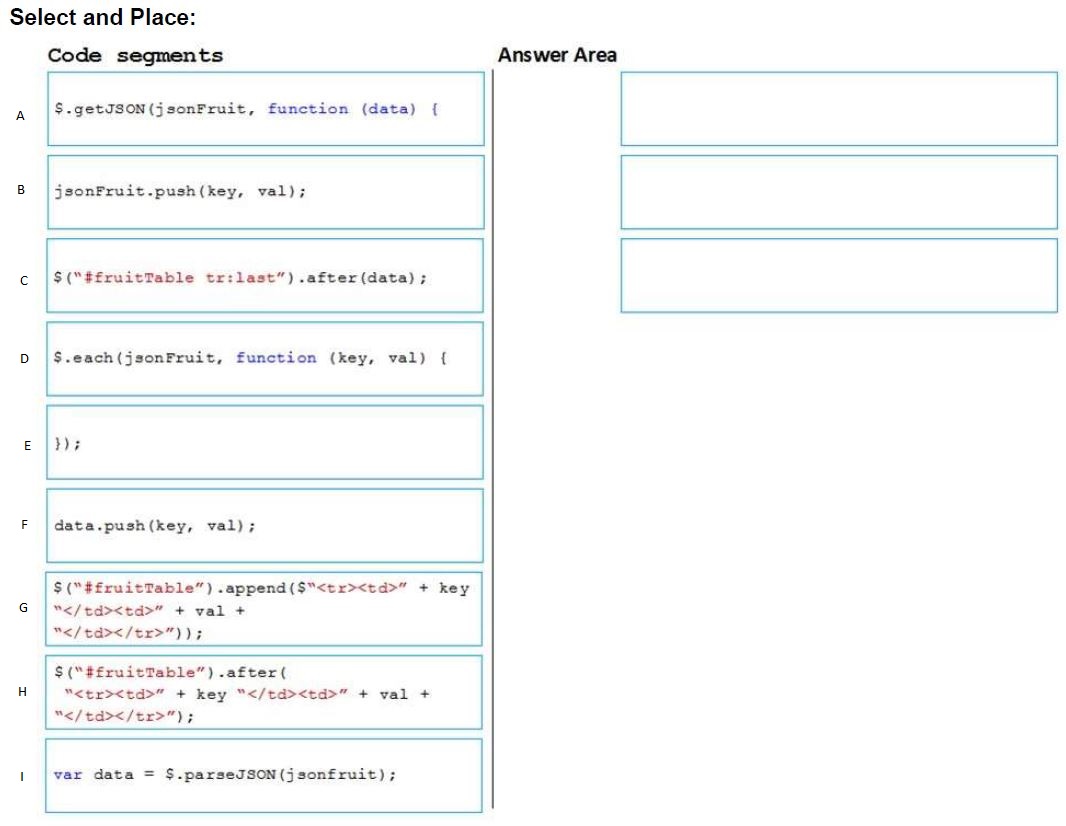 Select and Place:
Code segments
Answer Area
A
$.getJSON(jsonFruit, function (data) {
B
jsonFruit.push(key, val);
C
$("#fruitTable tr:last").after(data);
D
$.each(jsonFruit, function (key, val) {
E
});
F
data.push(key, val);
G
$("#fruitTable").append($"<tr><td>" + key
"</td><td>" + val +
"</td></tr>"));
H
$("#fruitTable").after(
"<tr><td>" + key "</td><td>" + val +
"</td></tr>");
I
var data = $.parseJSON(jsonfruit);